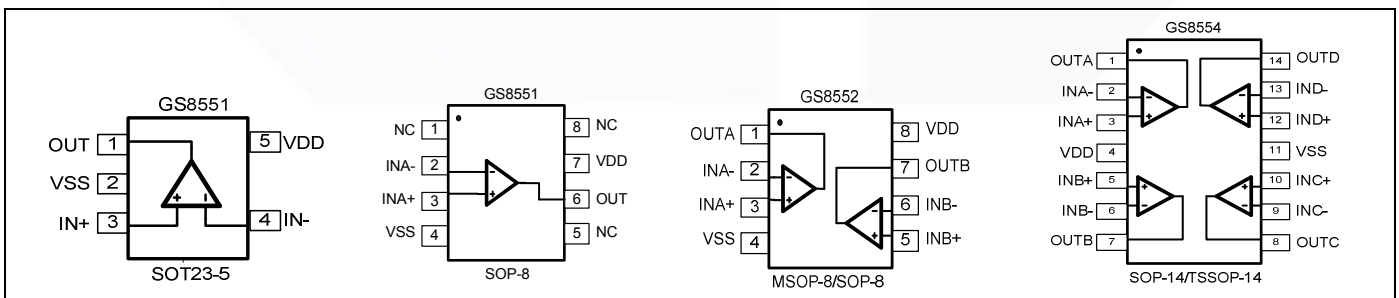 GS8551
OUT 1 5 VDD
VSS 2
IN+ 3 4 IN-
SOT23-5
GS8551
NC 1 8 NC
INA- 2 7 VDD
INA+ 3 6 OUT
VSS 4 5 NC
SOP-8
GS8552
OUTA 1 8 VDD
INA- 2 7 OUTB
INA+ 3 6 INB-
VSS 4 5 INB+
MSOP-8/SOP-8
GS8554
OUTA 1 14 OUTD
INA- 2 13 IND-
INA+ 3 12 IND+
VDD 4 11 VSS
INB+ 5 10 INC+
INB- 6 9 INC-
OUTB 7 8 OUTC
SOP-14/TSSOP-14